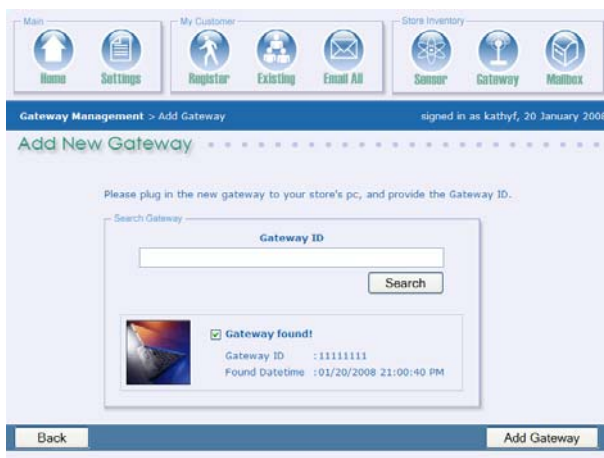 Main
My Customer
Store Inventory
Home
Settings
Register
Existing
Email All
Sensor
Gateway
Mailbox
Gateway Management > Add Gateway
signed in as kathyf, 20 January 2008
Add New Gateway
Please plug in the new gateway to your store's pc, and provide the Gateway ID.
Search Gateway
Gateway ID
Search
Gateway found!
Gateway ID :11111111
Found Datetime :01/20/2008 21:00:40 PM
Back
Add Gateway